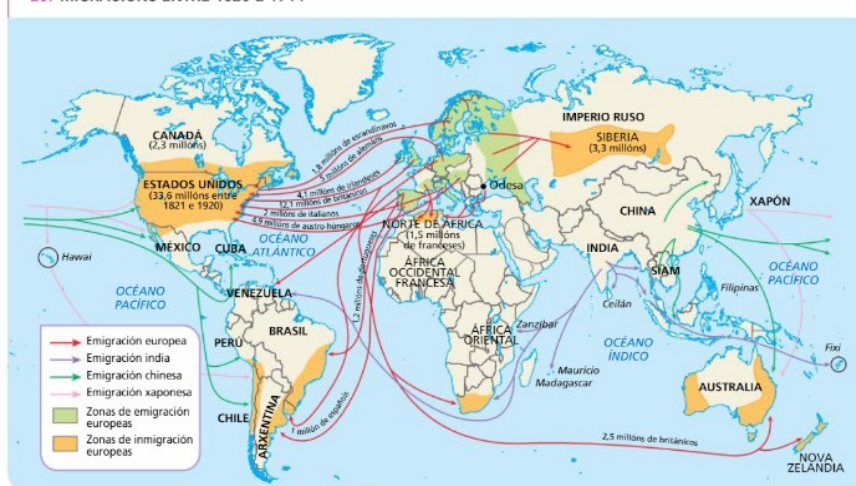 CANADÁ
(2,3 millóns)
ESTADOS UNIDOS
(33,6 millóns entre
1821 e 1920)
1,8 millóns de escandinavos
5 millóns de alemáns
4,1 millóns de irlandeses
12,1 millóns de británicos
2 millóns de italianos
4,9 millóns de austro-húngaros
IMPERIO RUSO
SIBERIA
(3,3 millóns)
Odesa
CHINA
XAPÓN
NORTE DE ÁFRICA
(1,5 millóns
de franceses)
INDIA
MÉXICO
CUBA
OCÉANO
ATLÁNTICO
Hawai
ÁFRICA
OCCIDENTAL
FRANCESA
SIAM
OCÉANO
PACÍFICO
Filipinas
OCÉANO
PACÍFICO
VENEZUELA
1,2 millóns de portugueses
Ceilán
Zanzíbar
ÁFRICA
ORIENTAL
BRASIL
PERÚ
OCÉANO
ÍNDICO
Fixi
Mauricio
Madagascar
AUSTRALIA
CHILE
ARXENTINA
1 millón de español
2,5 millóns de británicos
NOVA
ZELANDIA
Emigración europea
Emigración india
Emigración chinesa
Emigración xaponesa
Zonas de emigración
europeas
Zonas de inmigración
europeas